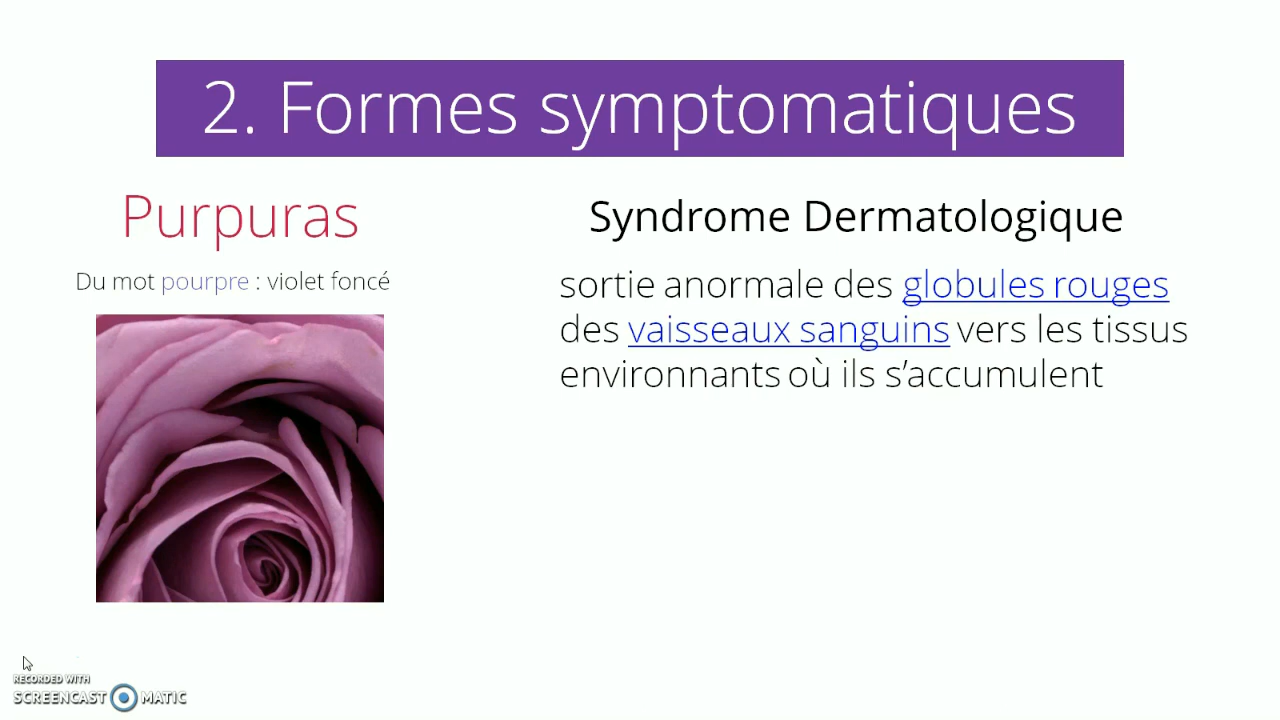 2. Formes symptomatiques
Purpuras
Du mot pourpre : violet foncé
Syndrome Dermatologique
sortie anormale des globules rouges
des vaisseaux sanguins vers les tissus
environnants où ils s’accumulent
RECORDED WITH
SCREENCAST MATIC